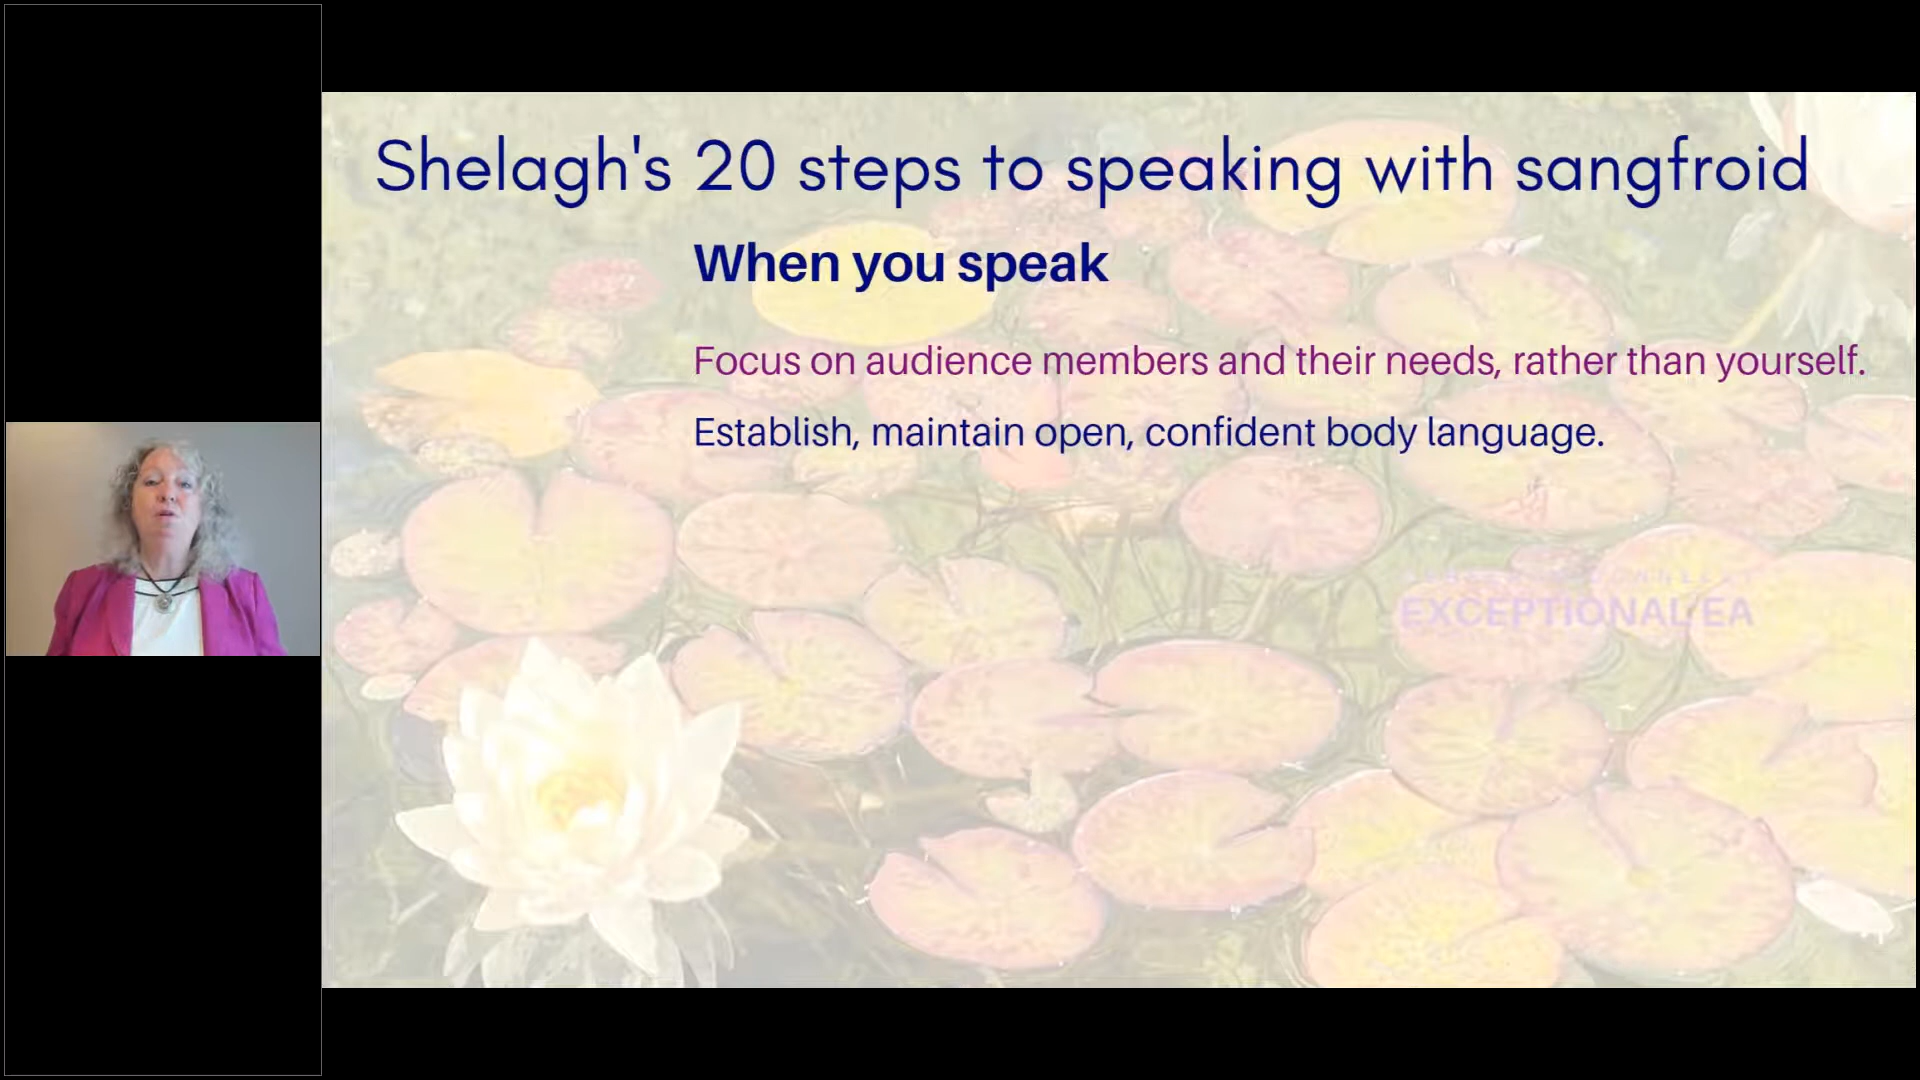 Shelagh's 20 steps to speaking with sangfroid
When you speak
Focus on audience members and their needs, rather than yourself.
Establish, maintain open, confident body language.
EXCEPTIONAL EA